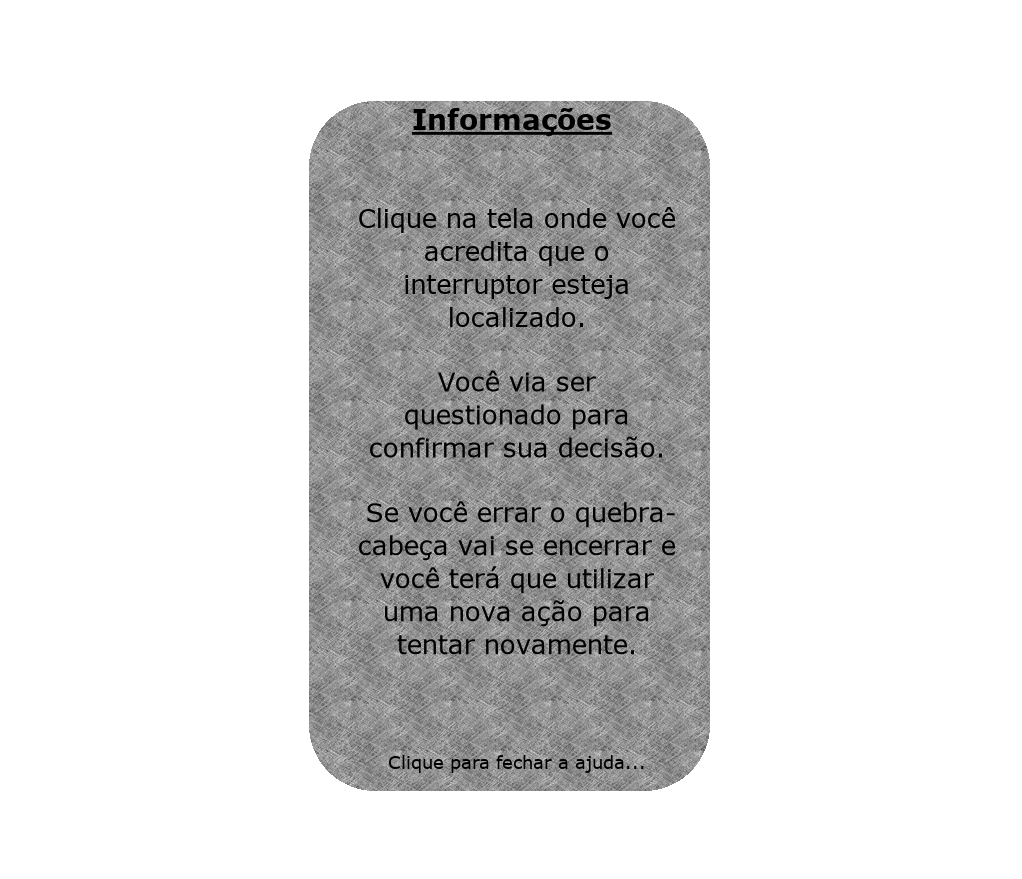 Informações
Clique na tela onde você
acredita que o
interruptor esteja
localizado.
Você via ser
questionado para
confirmar sua decisão.
Se você errar o quebra-
cabeça vai se encerrar e
você terá que utilizar
uma nova ação para
tentar novamente.
Clique para fechar a ajuda...